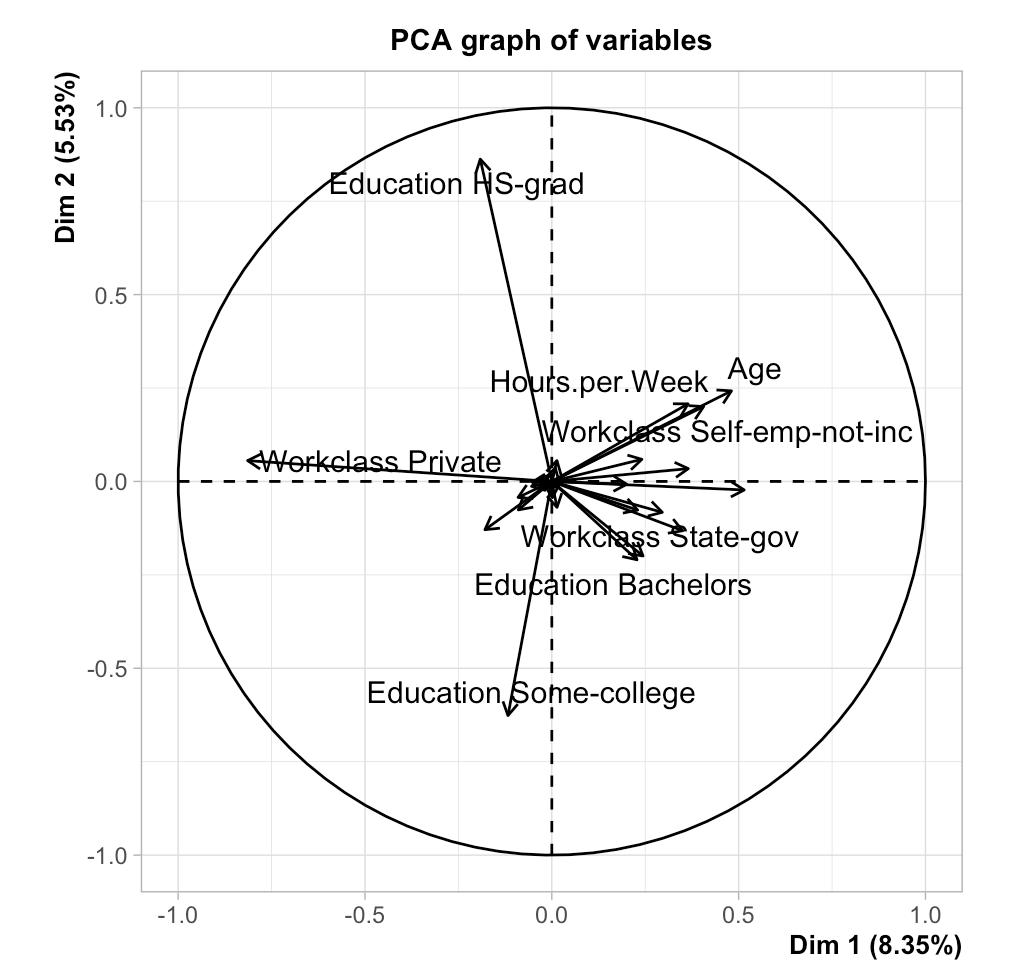 PCA graph of variables
Dim 2 (5.53%)
1.0
0.5
0.0
-0.5
-1.0
Education HS-grad
Age
Hours.per.Week
Workclass Self-emp-not-inc
Workclass Private
Workclass State-gov
Education Bachelors
Education Some-college
-1.0
-0.5
0.0
0.5
1.0
Dim 1 (8.35%)